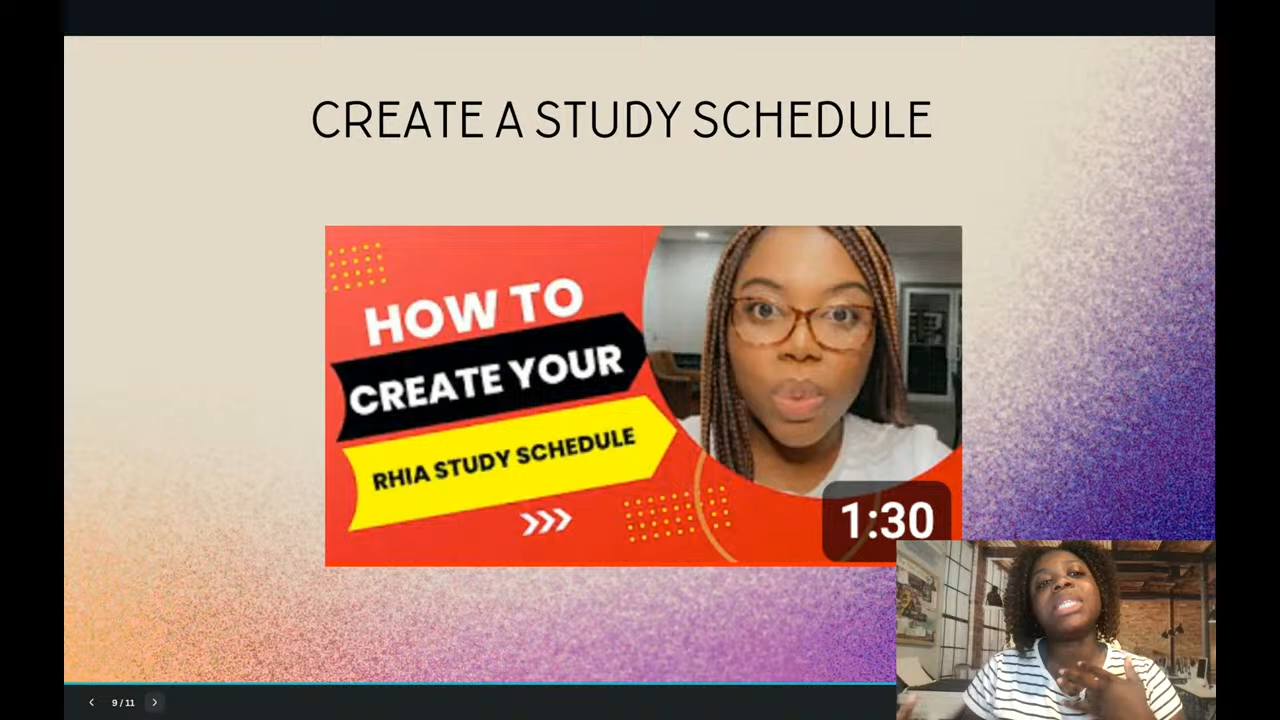 CREATE A STUDY SCHEDULE
HOW TO
CREATE YOUR
RHIA STUDY SCHEDULE
1:30
9 / 11